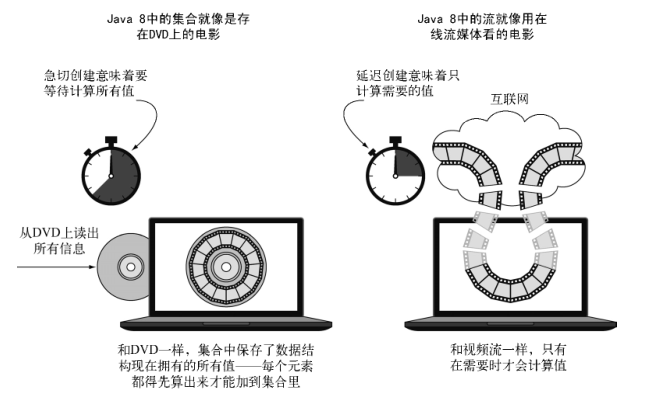 Java 8中的集合就像是存
在DVD上的电影
急切创建意味着要
等待计算所有值
从DVD上读出
所有信息
和DVD一样，集合中保存了数据结
构现在拥有的所有值——每个元素
都得先算出来才能加到集合里
Java 8中的流就像用在
线流媒体看的电影
延迟创建意味着只
计算需要的值
互联网
和视频流一样，只有
在需要时才会计算值